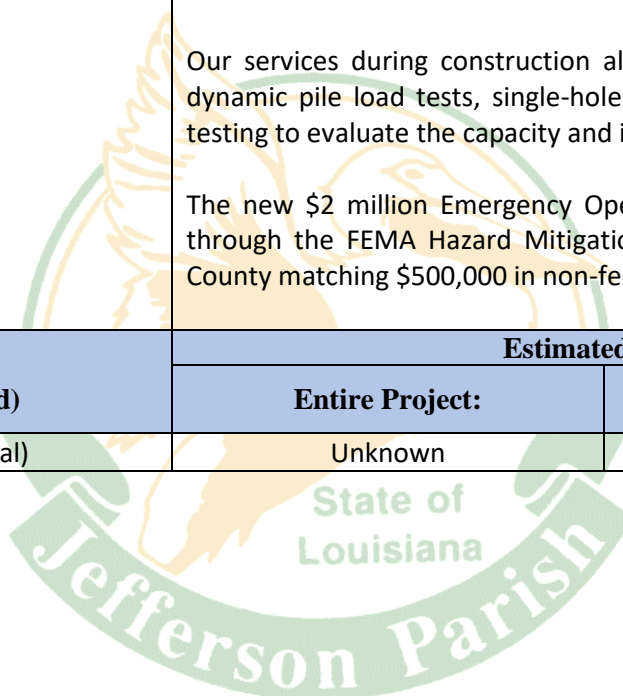 Our services during construction al
dynamic pile load tests, single-hole
testing to evaluate the capacity and i
The new $2 million Emergency Ope
through the FEMA Hazard Mitigatio
County matching $500,000 in non-fe
Estimated
d) Entire Project:
al) Unknown
State of
Louisiana
Jefferson Parish